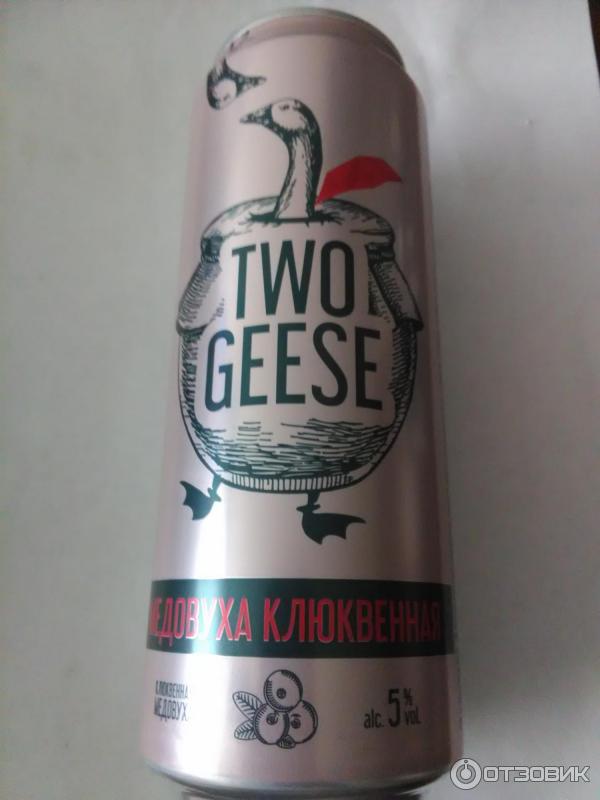 TWO
GEESE
МЕДОВУХА КЛЮКВЕННАЯ
КЛЮКВЕННА
МЕДОВУХ
alc. 5 % vol.
ОТЗОВИК